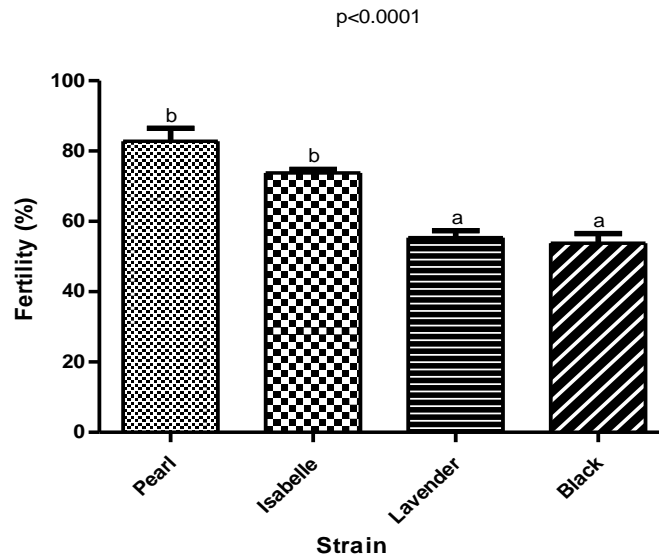 p<0.0001
100
80
60
40
20
0
Fertility (%)
b
b
a
a
Pearl
Isabelle
Lavender
Black
Strain